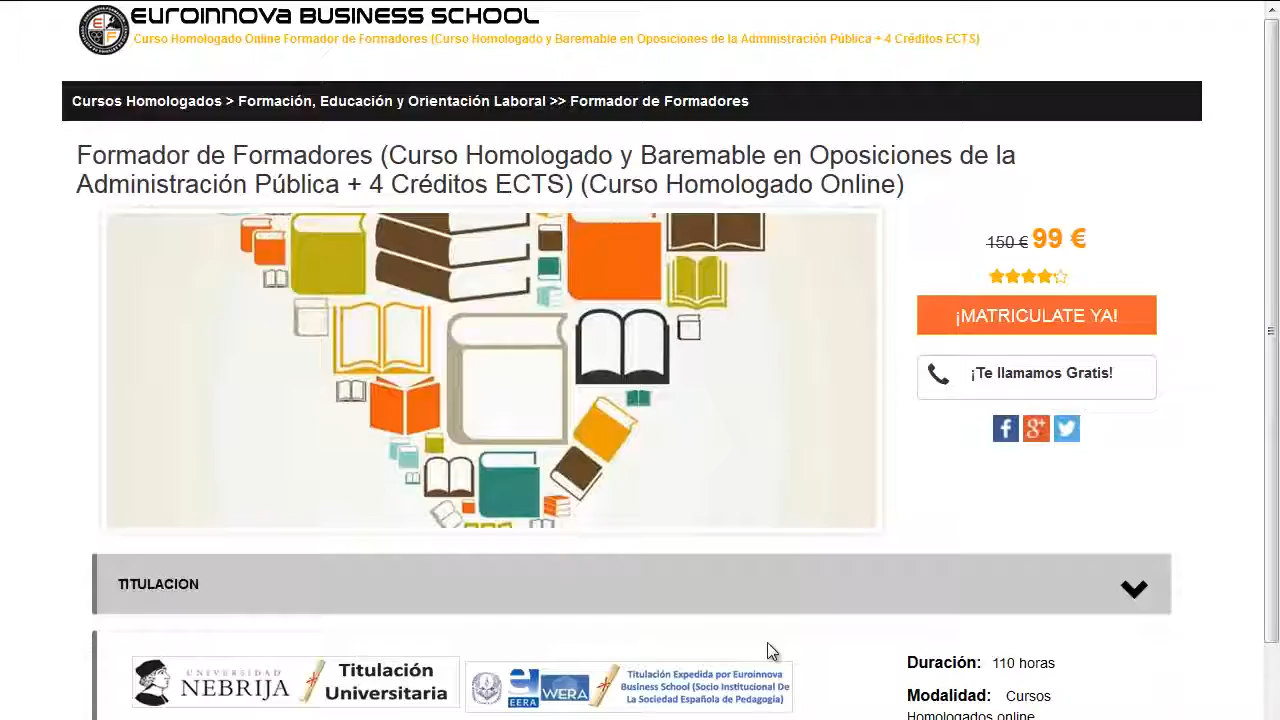 EUROINNOVA BUSINESS SCHOOL
Curso Homologado Online Formador de Formadores (Curso Homologado y Baremable en Oposiciones de la Administración Pública + 4 Créditos ECTS)
Cursos Homologados > Formación, Educación y Orientación Laboral >> Formador de Formadores
Formador de Formadores (Curso Homologado y Baremable en Oposiciones de la
Administración Pública + 4 Créditos ECTS) (Curso Homologado Online)
150 € 99 €
¡MATRICULATE YA!
¡Te llamamos Gratis!
TITULACION
UNIVERSIDAD
NEBRIJA
Titulación
Universitaria
EERA
WERA
Titulación Expedida por Euroinnova
Business School (Socio Institucional De
La Sociedad Española de Pedagogía)
Duración: 110 horas
Modalidad: Cursos
Homologados online